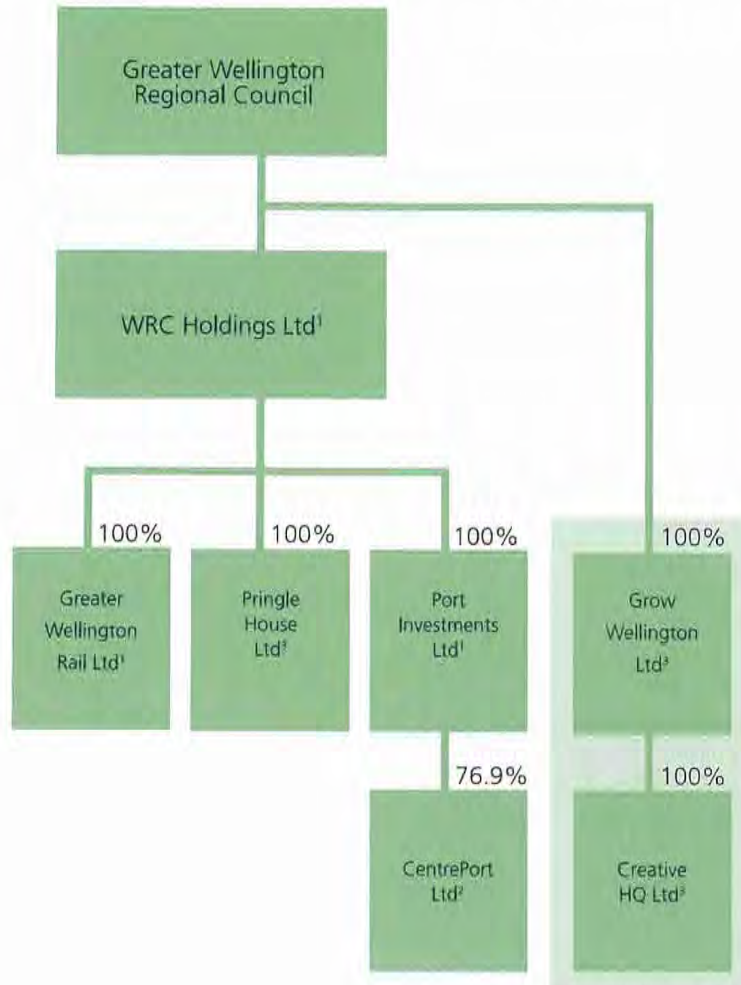 Greater Wellington
Regional Council
WRC Holdings Ltd¹
100%
100%
100%
100%
Greater
Wellington
Rail Ltd¹
Pringle
House
Ltd³
Port
Investments
Ltd¹
Grow
Wellington
Ltd³
76.9%
100%
CentrePort
Ltd²
Creative
HQ Ltd³